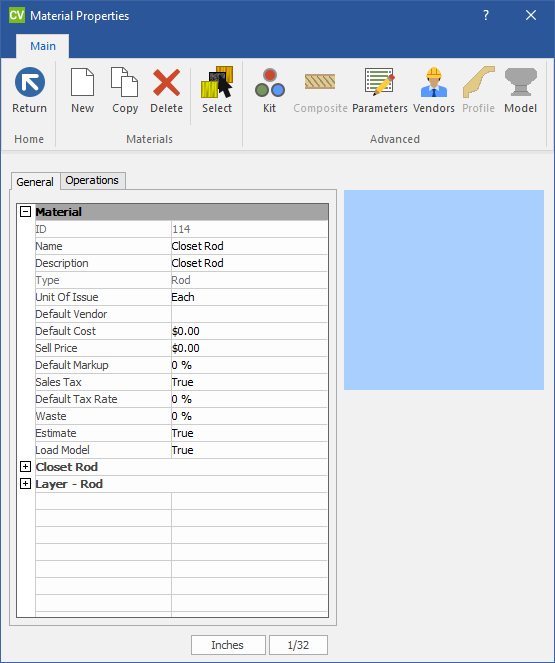 CV Material Properties ?
Main
Return New Copy Delete Select Kit Composite Parameters Vendors Profile Model
Home Materials Advanced
General Operations
Material
ID 114
Name Closet Rod
Description Closet Rod
Type Rod
Unit Of Issue Each
Default Vendor
Default Cost $0.00
Sell Price $0.00
Default Markup 0 %
Sales Tax True
Default Tax Rate 0 %
Waste 0 %
Estimate True
Load Model True
Closet Rod
Layer - Rod
Inches 1/32